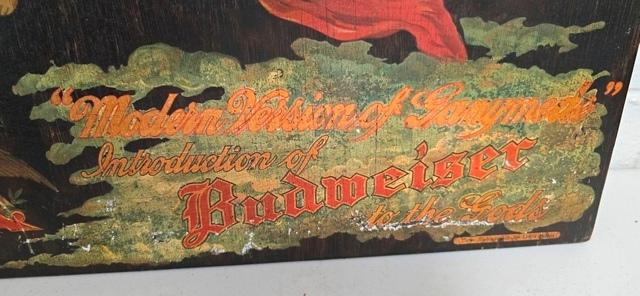 "Modern Version of Ganymede"
Introduction of
Budweiser
to the Gods